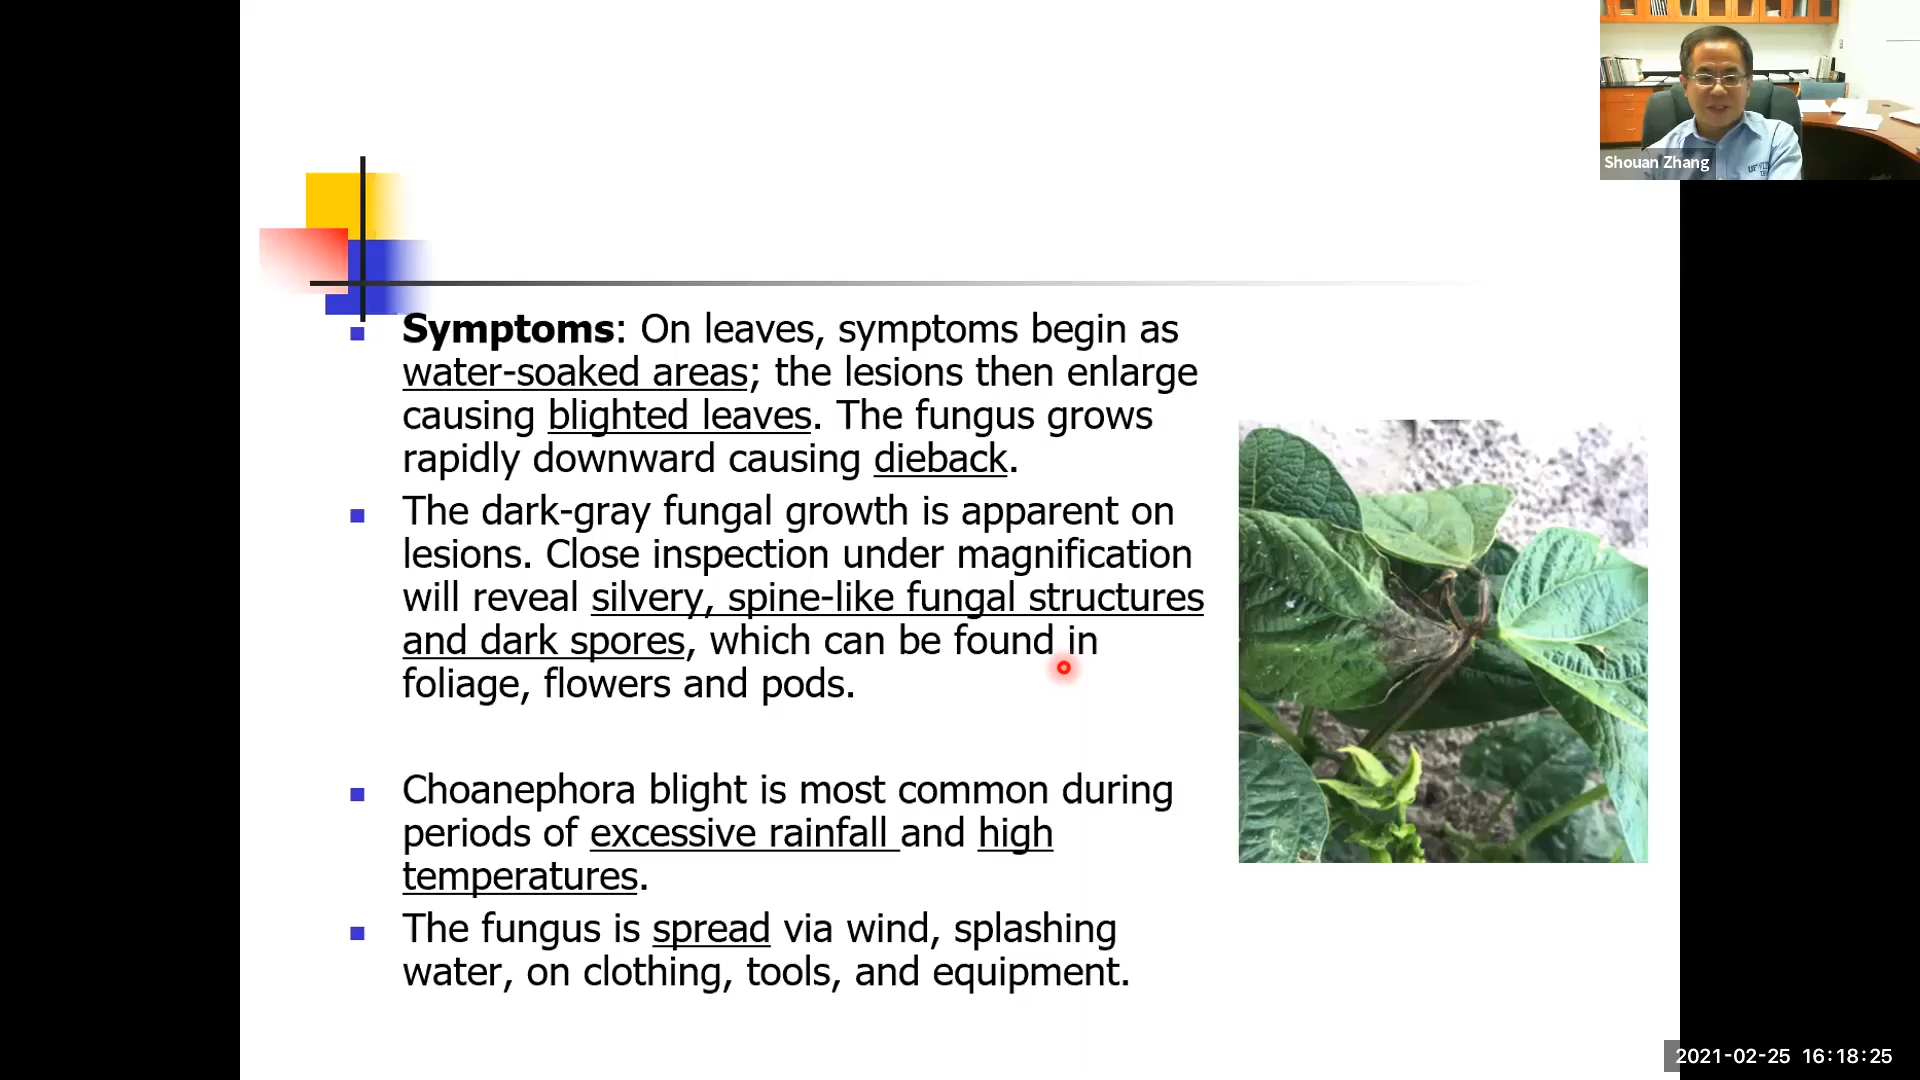 Shouan Zhang
Symptoms: On leaves, symptoms begin as
water-soaked areas; the lesions then enlarge
causing blighted leaves. The fungus grows
rapidly downward causing dieback.
The dark-gray fungal growth is apparent on
lesions. Close inspection under magnification
will reveal silvery, spine-like fungal structures
and dark spores, which can be found in
foliage, flowers and pods.
Choanephora blight is most common during
periods of excessive rainfall and high
temperatures.
The fungus is spread via wind, splashing
water, on clothing, tools, and equipment.
2021-02-25 16:18:25